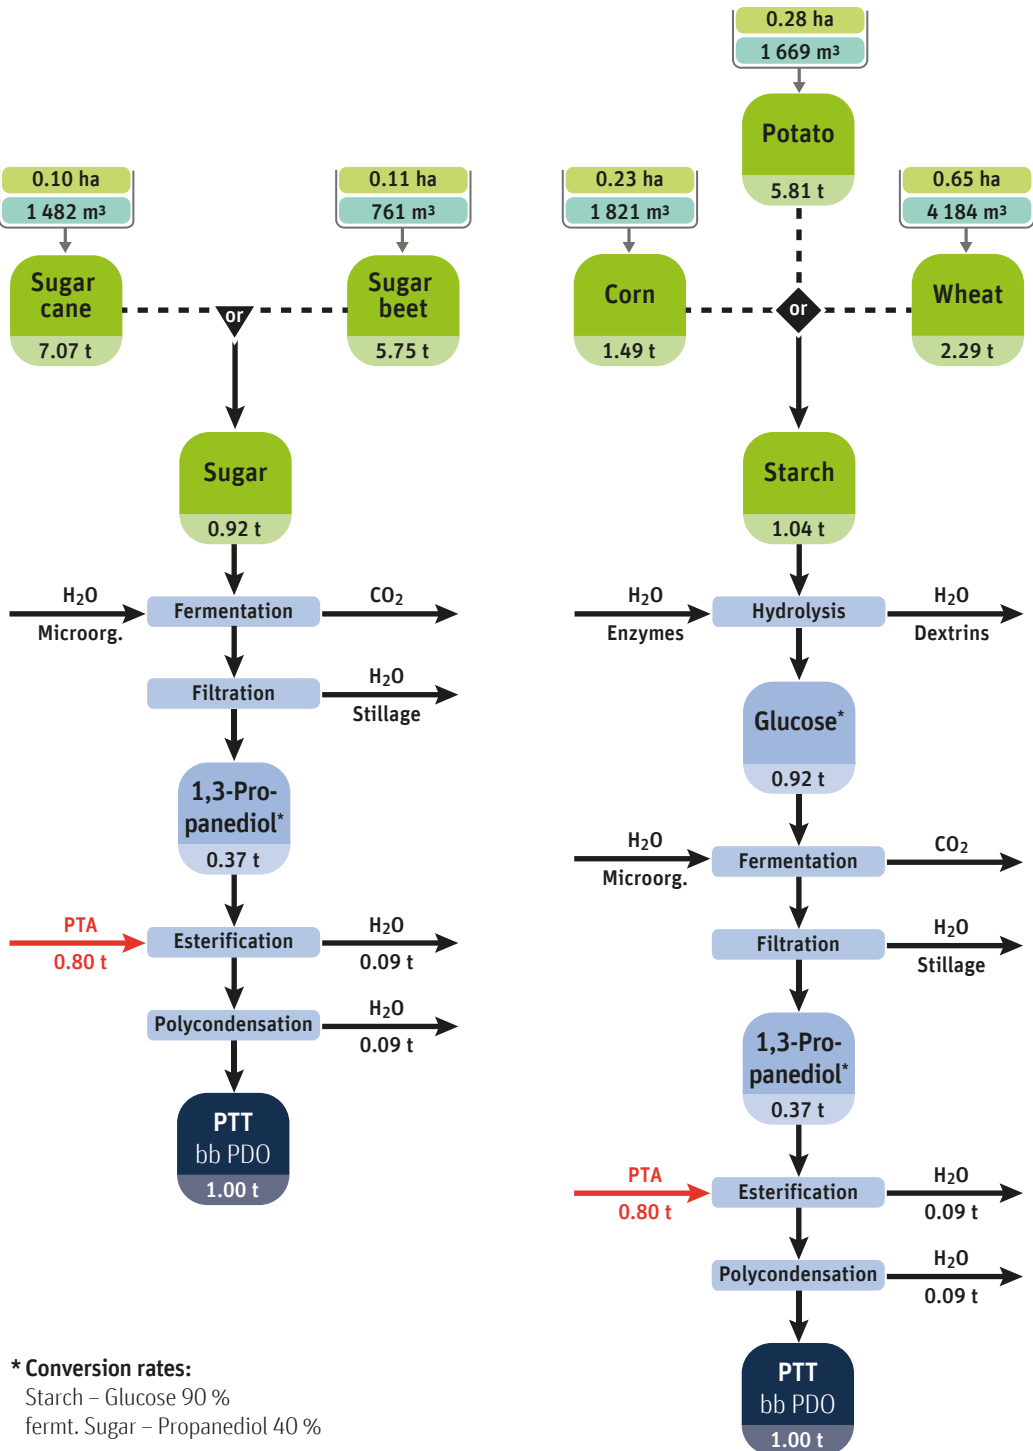 0.10 ha
1 482 m³
Sugar
cane
7.07 t
or
0.11 ha
761 m³
Sugar
beet
5.75 t
Sugar
0.92 t
H₂O
Microorg.
Fermentation
CO₂
Filtration
H₂O
Stillage
1,3-Pro-
panediol*
0.37 t
PTA
0.80 t
Esterification
H₂O
0.09 t
Polycondensation
H₂O
0.09 t
PTT
bb PDO
1.00 t
0.28 ha
1 669 m³
Potato
5.81 t
0.23 ha
1 821 m³
Corn
1.49 t
or
0.65 ha
4 184 m³
Wheat
2.29 t
Starch
1.04 t
H₂O
Enzymes
Hydrolysis
H₂O
Dextrins
Glucose*
0.92 t
H₂O
Microorg.
Fermentation
CO₂
Filtration
H₂O
Stillage
1,3-Pro-
panediol*
0.37 t
PTA
0.80 t
Esterification
H₂O
0.09 t
Polycondensation
H₂O
0.09 t
PTT
bb PDO
1.00 t
* Conversion rates:
Starch – Glucose 90 %
fermt. Sugar – Propanediol 40 %